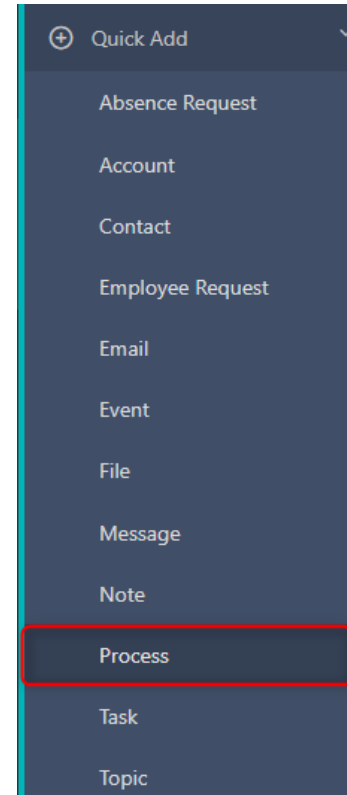 Quick Add
Absence Request
Account
Contact
Employee Request
Email
Event
File
Message
Note
Process
Task
Topic